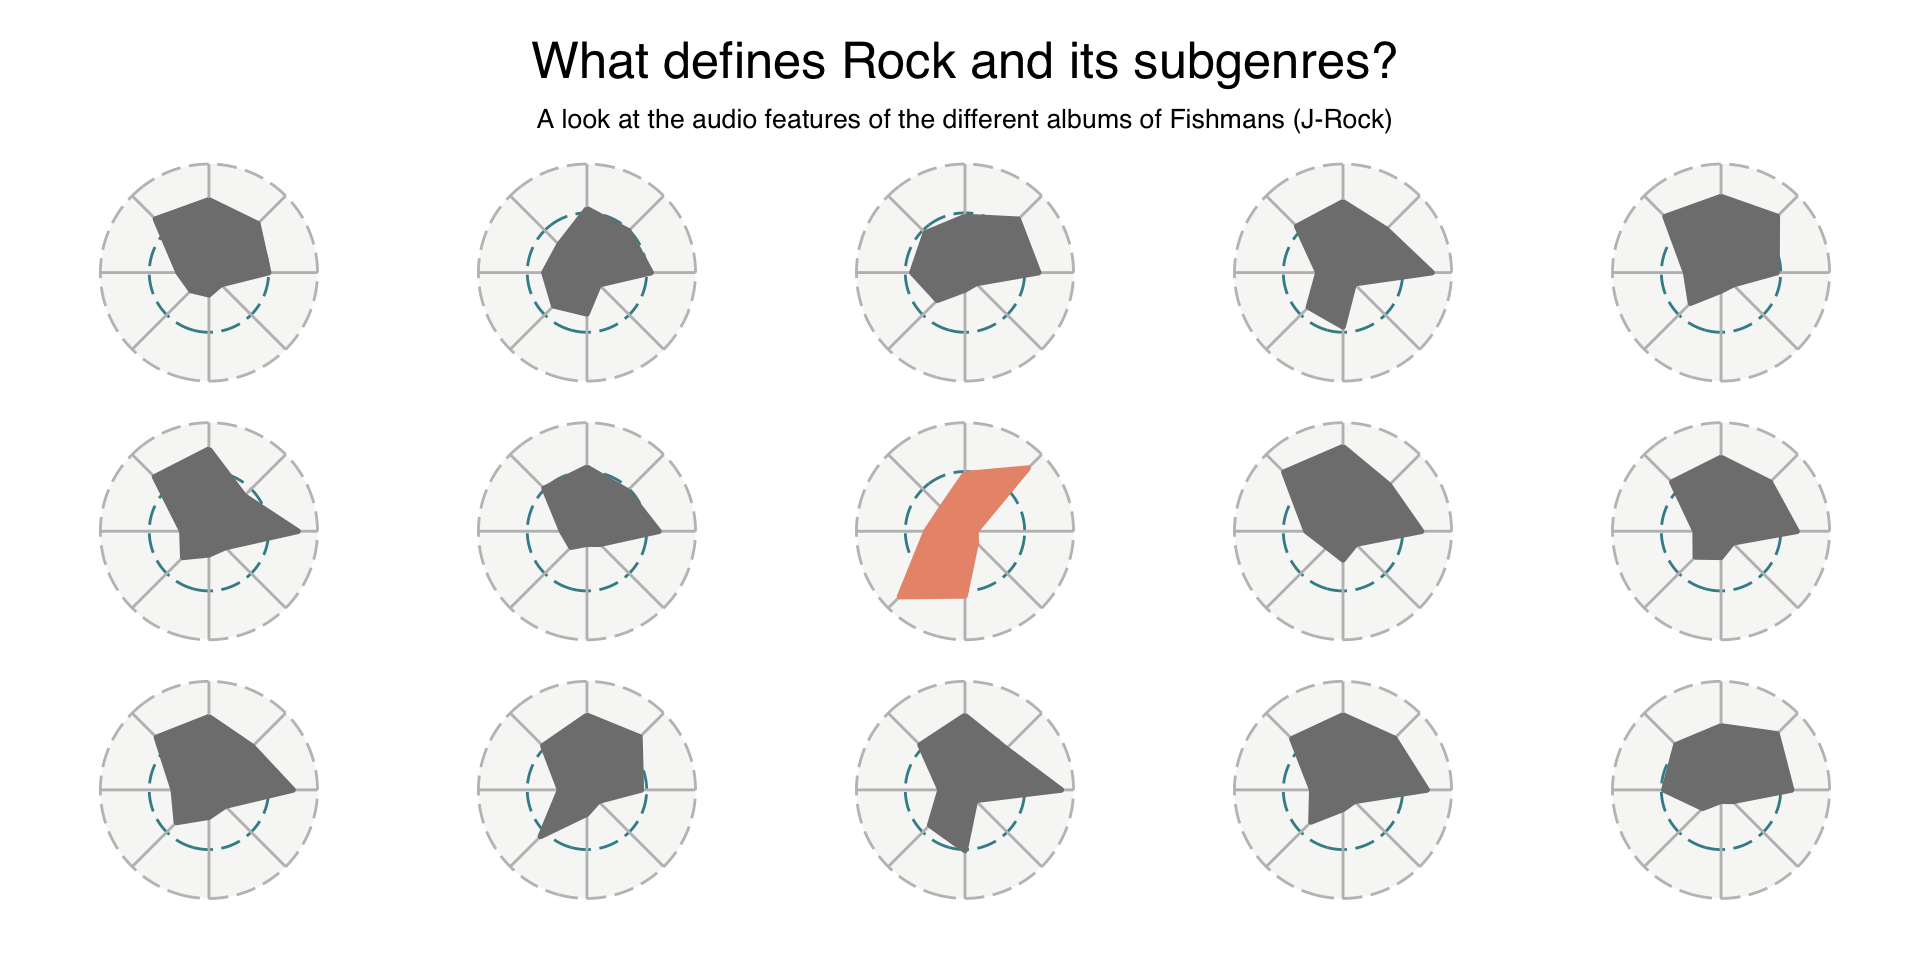 What defines Rock and its subgenres?
A look at the audio features of the different albums of Fishmans (J-Rock)